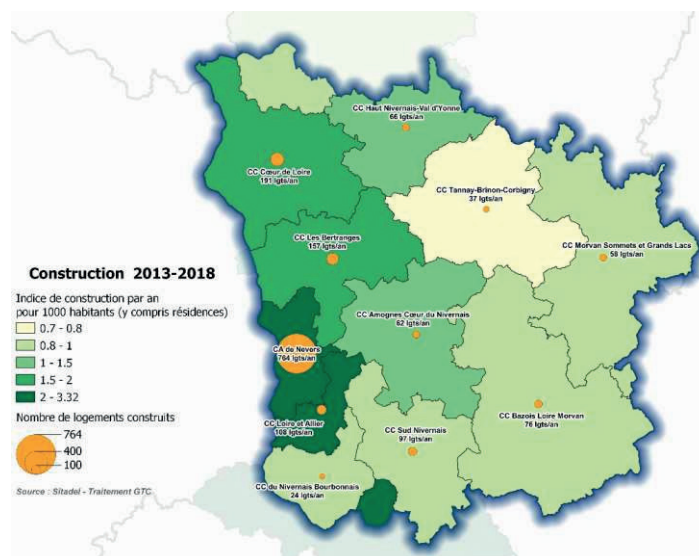 CC Haut Nivernais-Val d'Yonne
66 lgts/an
CC Cœur de Loire
191 lgts/an
CC Tannay-Brinon-Corbigny
37 lgts/an
CC Les Bertranges
157 lgts/an
CC Morvan Sommets et Grands Lacs
58 lgts/an
Construction 2013-2018
Indice de construction par an
pour 1000 habitants (y compris résidences)
0.7 - 0.8
0.8 - 1
1 - 1.5
1.5 - 2
2 - 3.32
CC Amognes Cœur du Nivernais
62 lgts/an
CA de Nevers
764 lgts/an
CC Loire et Allier
108 lgts/an
CC Bazois Loire Morvan
76 lgts/an
CC Sud Nivernais
97 lgts/an
Nombre de logements construits
764
400
100
CC du Nivernais Bourbonnais
24 lgts/an
Source : Sitadel - Traitement GTC